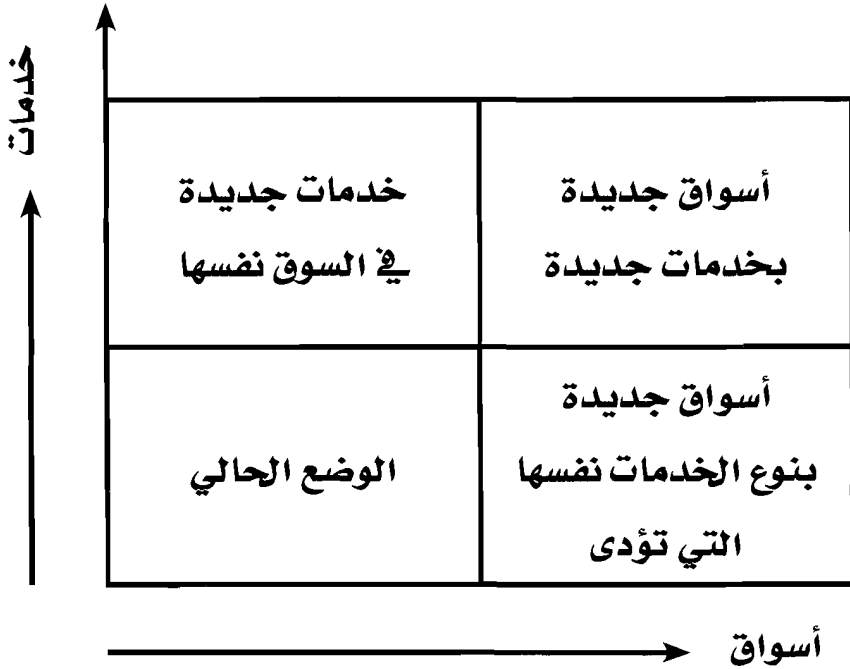 خدمات
أسواق جديدة
بخدمات جديدة
خدمات جديدة
في السوق نفسها
أسواق جديدة
بنوع الخدمات نفسها
التي تؤدى
الوضع الحالي
أسواق